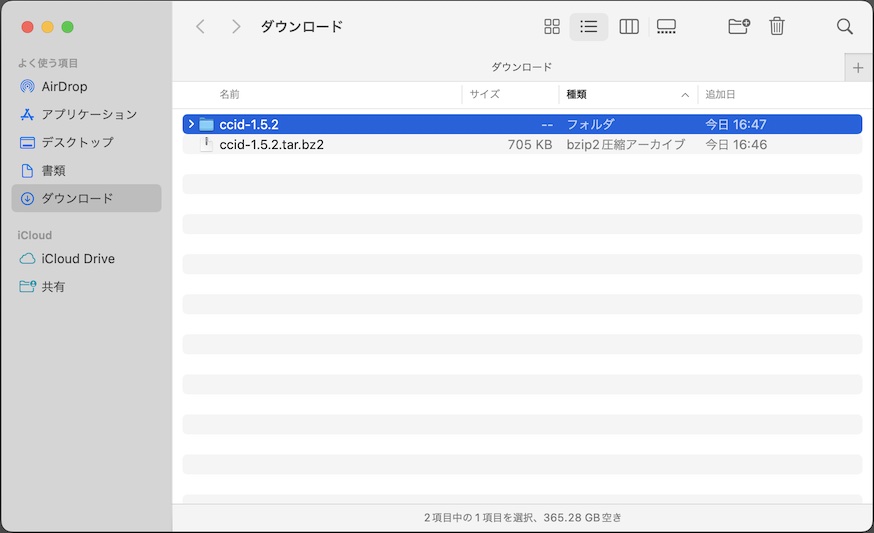 ダウンロード
よく使う項目
AirDrop
アプリケーション
デスクトップ
書類
ダウンロード
iCloud
iCloud Drive
共有
ダウンロード
名前 サイズ 種類 追加日
ccid-1.5.2 -- フォルダ 今日 16:47
ccid-1.5.2.tar.bz2 705 KB bzip2圧縮アーカイブ 今日 16:46
2項目中の1項目を選択、365.28 GB空き